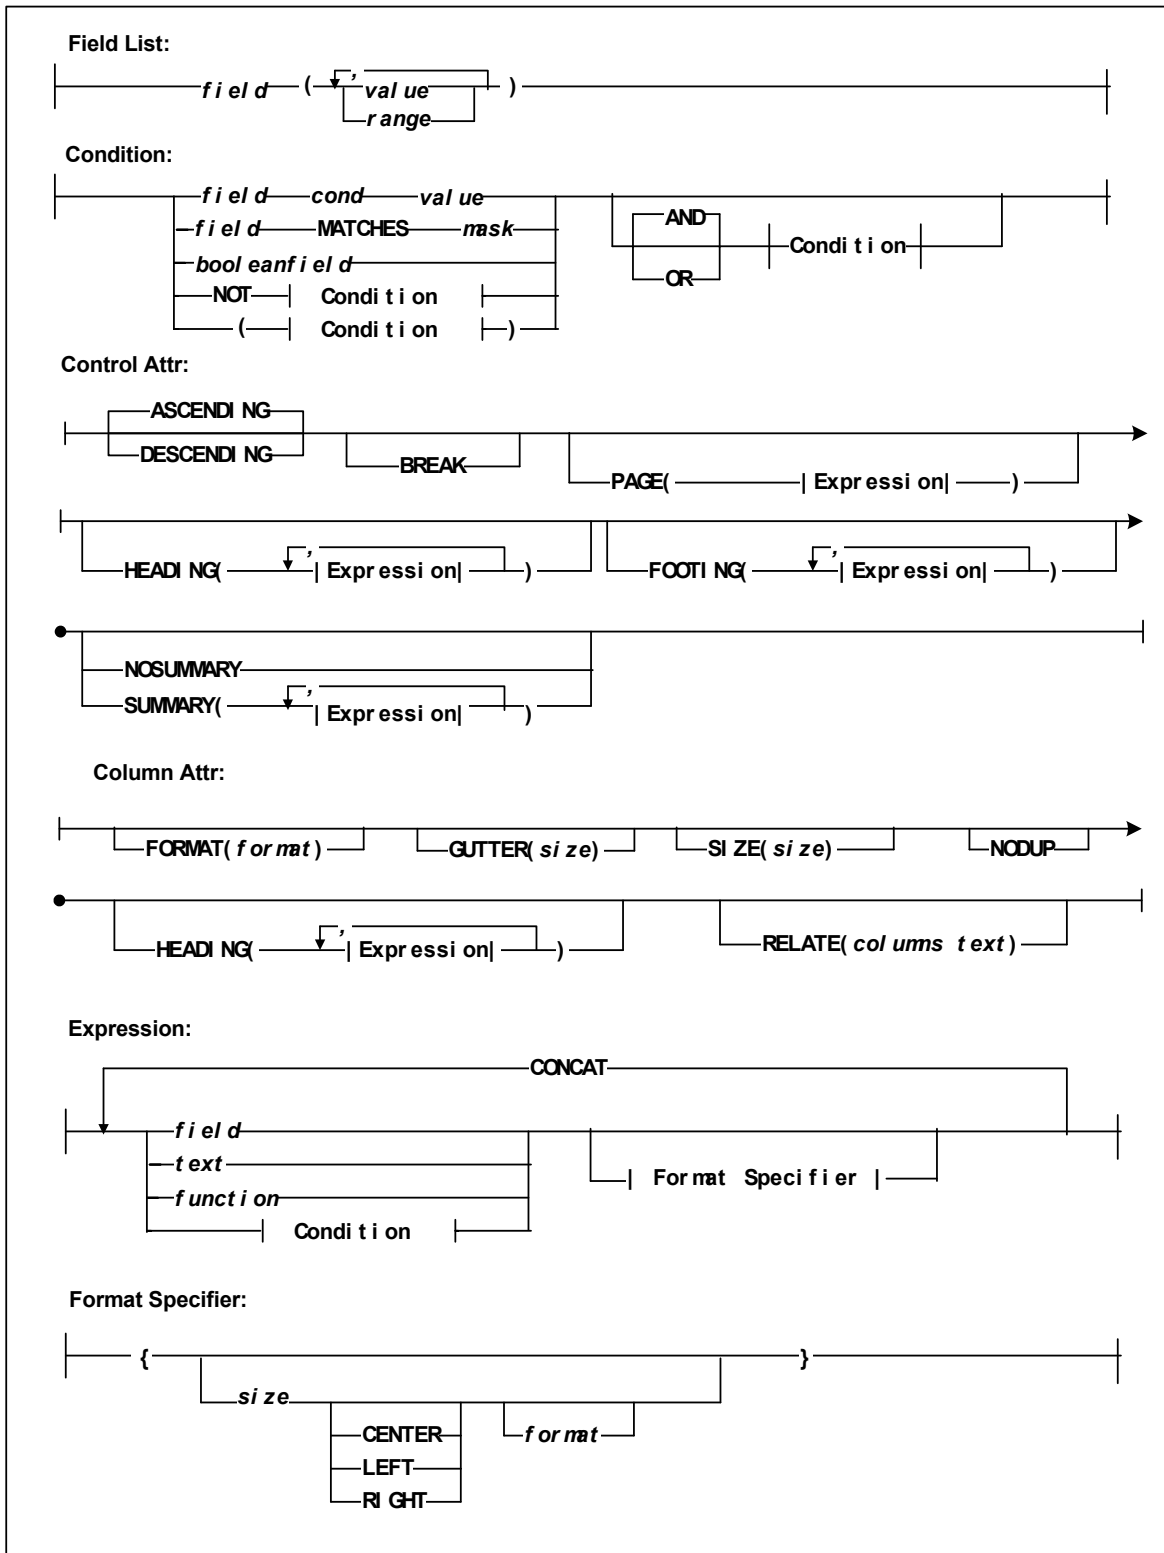 Field List:
,
field ( value )
range
Condition:
field cond value
field MATCHES mask
booleanfield
NOT Condition
( Condition )
AND
OR
Condition
Control Attr:
ASCENDING
DESCENDING
BREAK
PAGE( |Expression| )
,
HEADING( |Expression| )
,
FOOTING( |Expression| )
NOSUMMARY
,
SUMMARY( |Expression| )
Column Attr:
FORMAT(format) GUTTER(size) SIZE(size) NODUP
,
HEADING( |Expression| ) RELATE(columns text)
Expression:
CONCAT
field
text
function
Condition
| Format Specifier |
Format Specifier:
{ }
size
CENTER
LEFT
RIGHT
format